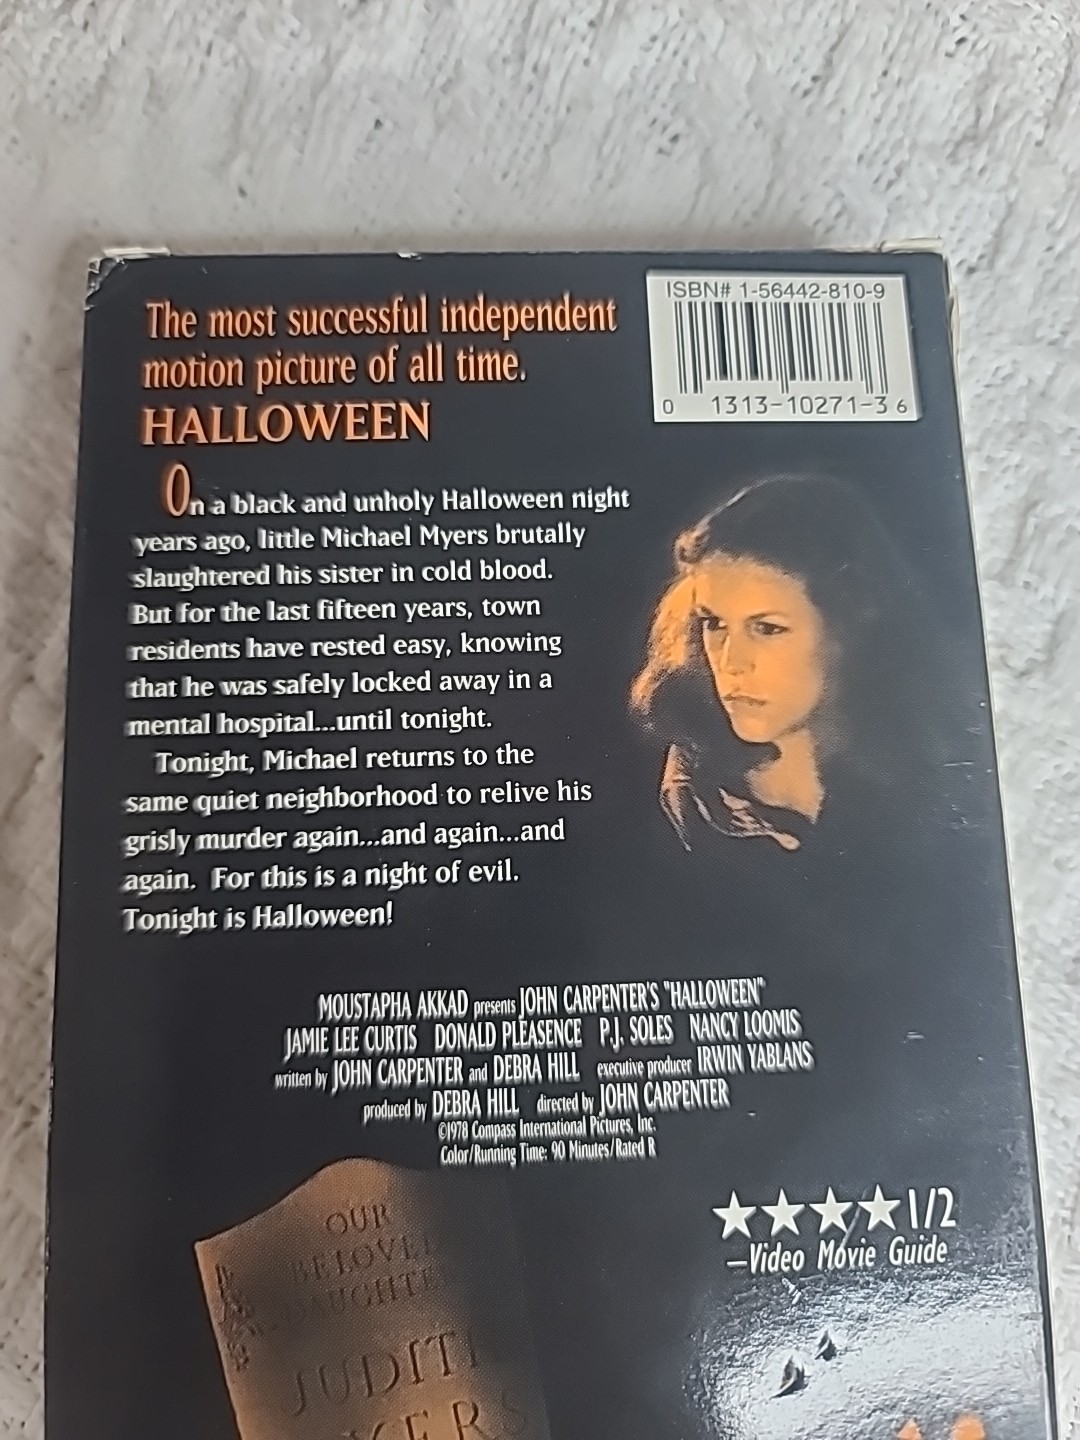 The most successful independent
motion picture of all time.
HALLOWEEN
ISBN# 1-56442-810-9
0 1313-10271-3 6
On a black and unholy Halloween night
years ago, little Michael Myers brutally
slaughtered his sister in cold blood.
But for the last fifteen years, town
residents have rested easy, knowing
that he was safely locked away in a
mental hospital...until tonight.
Tonight, Michael returns to the
same quiet neighborhood to relive his
grisly murder again...and again...and
again. For this is a night of evil.
Tonight is Halloween!
MOUSTAPHA AKKAD presents JOHN CARPENTER'S "HALLOWEEN"
JAMIE LEE CURTIS DONALD PLEASENCE P.J. SOLES NANCY LOOMIS
written by JOHN CARPENTER and DEBRA HILL executive producer IRWIN YABLANS
produced by DEBRA HILL directed by JOHN CARPENTER
©1978 Compass International Pictures, Inc.
Color/Running Time: 90 Minutes/Rated R
★★★★1/2
—Video Movie Guide
OUR
BELOVE
DAUGHTE
JUDIT